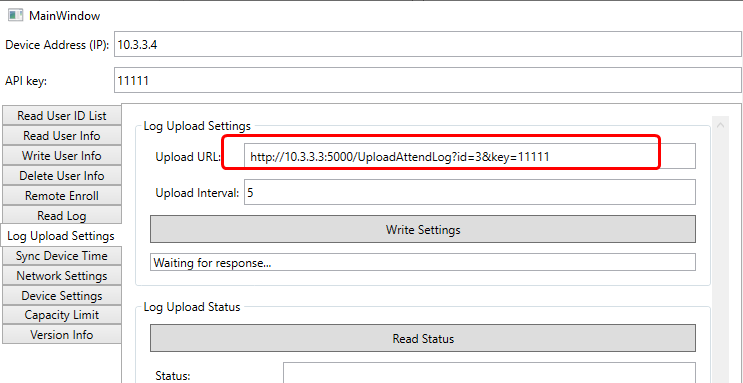 MainWindow
Device Address (IP): 10.3.3.4
API key: 11111
Read User ID List
Read User Info
Write User Info
Delete User Info
Remote Enroll
Read Log
Log Upload Settings
Sync Device Time
Network Settings
Device Settings
Capacity Limit
Version Info
Log Upload Settings
Upload URL: http://10.3.3.3:5000/UploadAttendLog?id=3&key=11111
Upload Interval: 5
Write Settings
Waiting for response...
Log Upload Status
Read Status
Status: